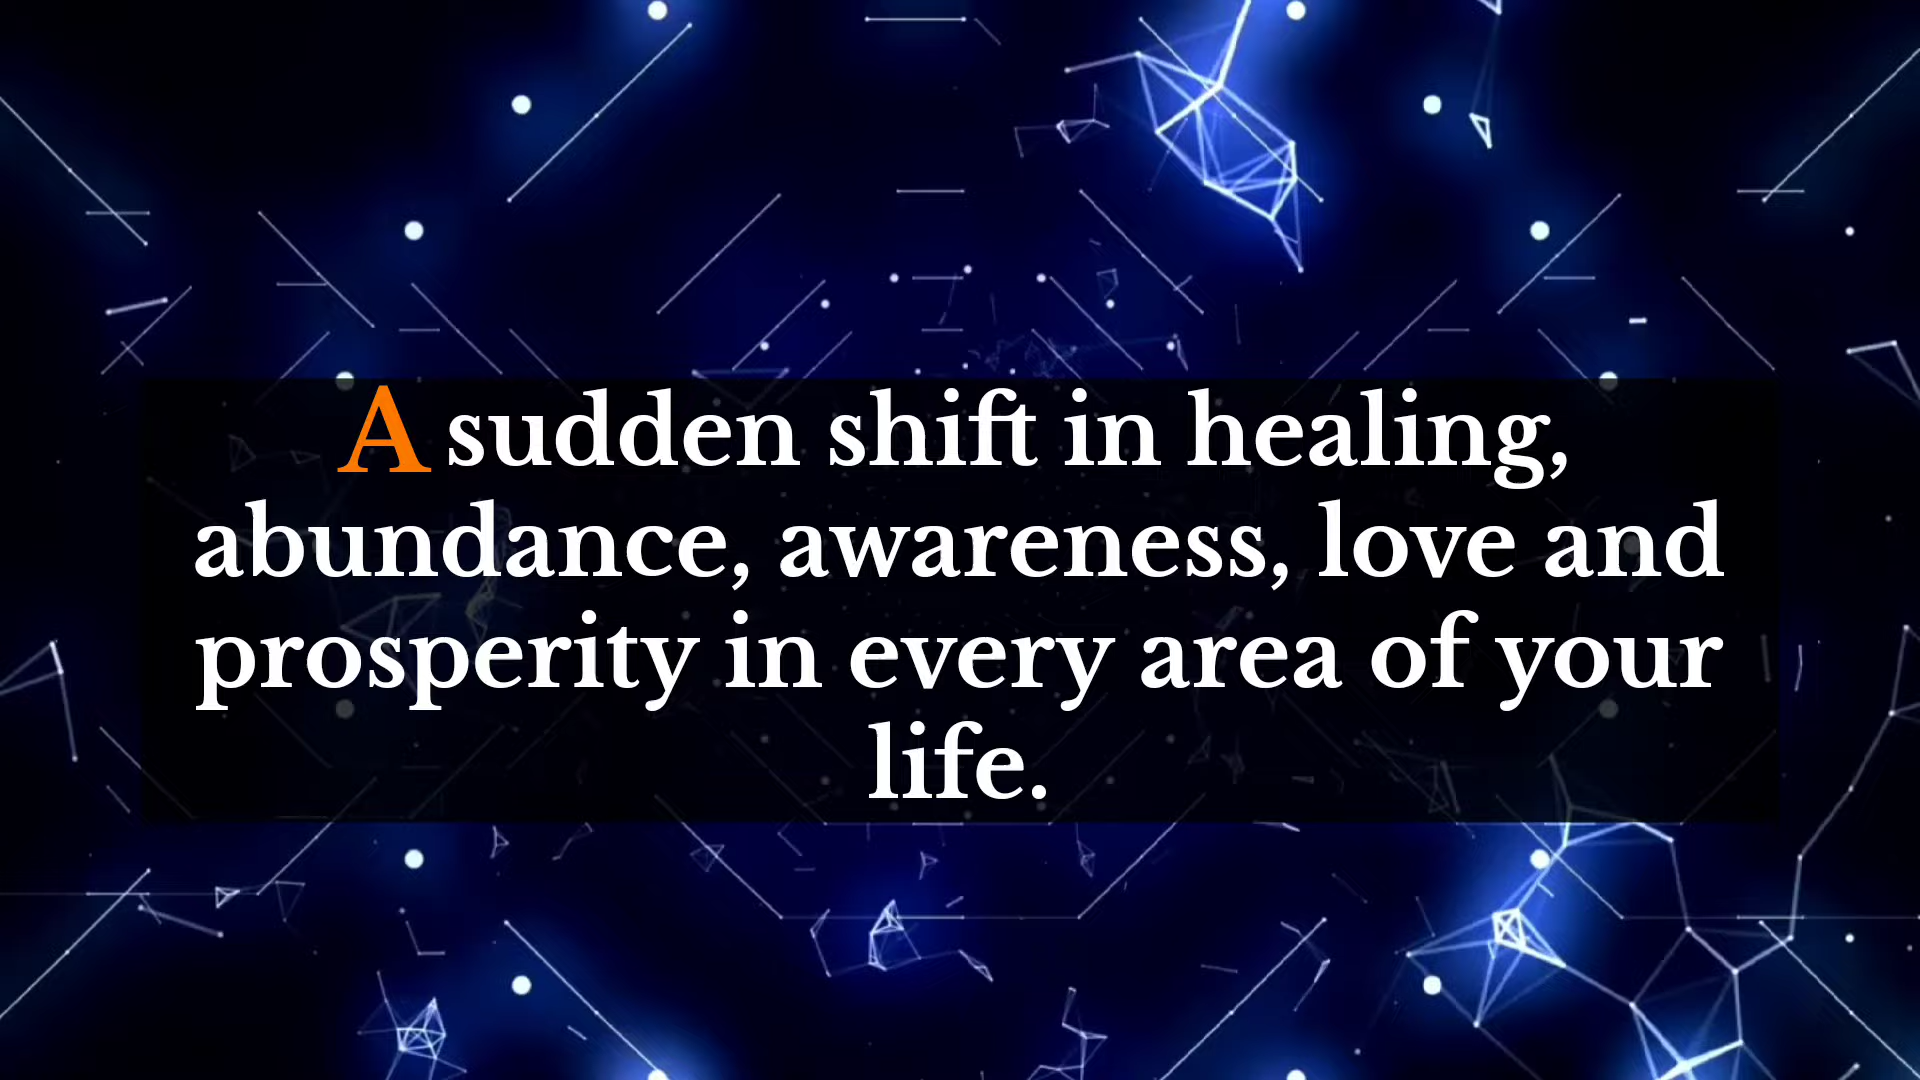 A sudden shift in healing,
abundance, awareness, love and
prosperity in every area of your
life.